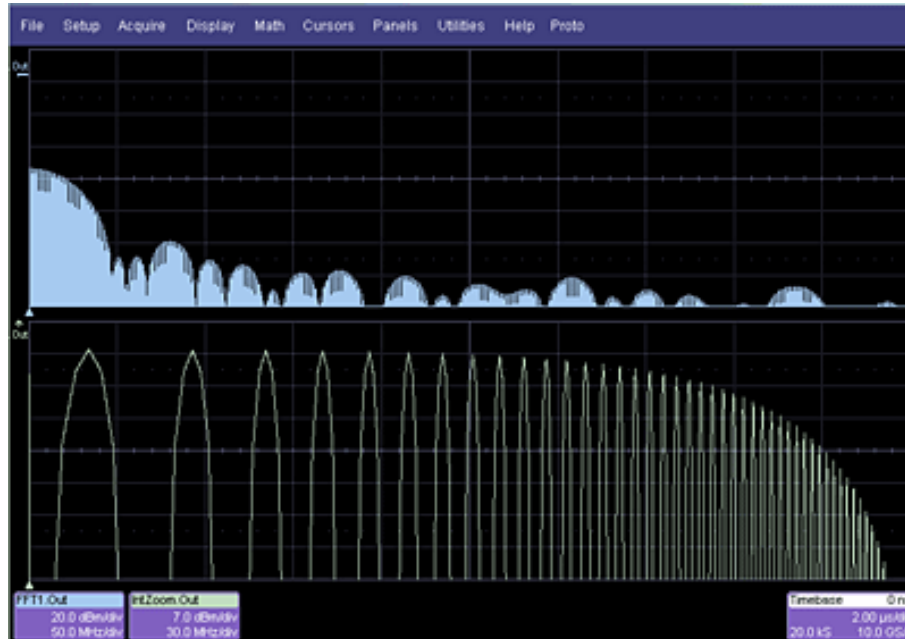 File Setup Acquire Display Math Cursors Panels Utilities Help Proto
Out
Out
FFT1.Out IntZoom.Out Timebase 0 n
20.0 dBm/div 7.0 dBm/div 2.00 µs/d
50.0 MHz/div 30.0 MHz/div 20.0 kS 10.0 GS/